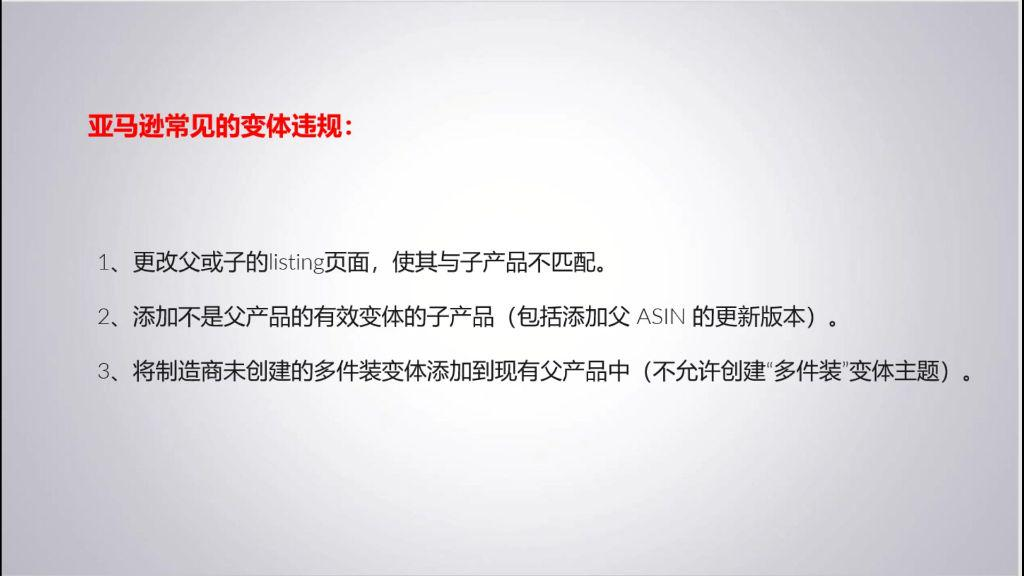 亚马逊常见的变体违规：
1、更改父或子的listing页面，使其与子产品不匹配。
2、添加不是父产品的有效变体的子产品（包括添加父 ASIN 的更新版本）。
3、将制造商未创建的多件装变体添加到现有父产品中（不允许创建“多件装”变体主题）。